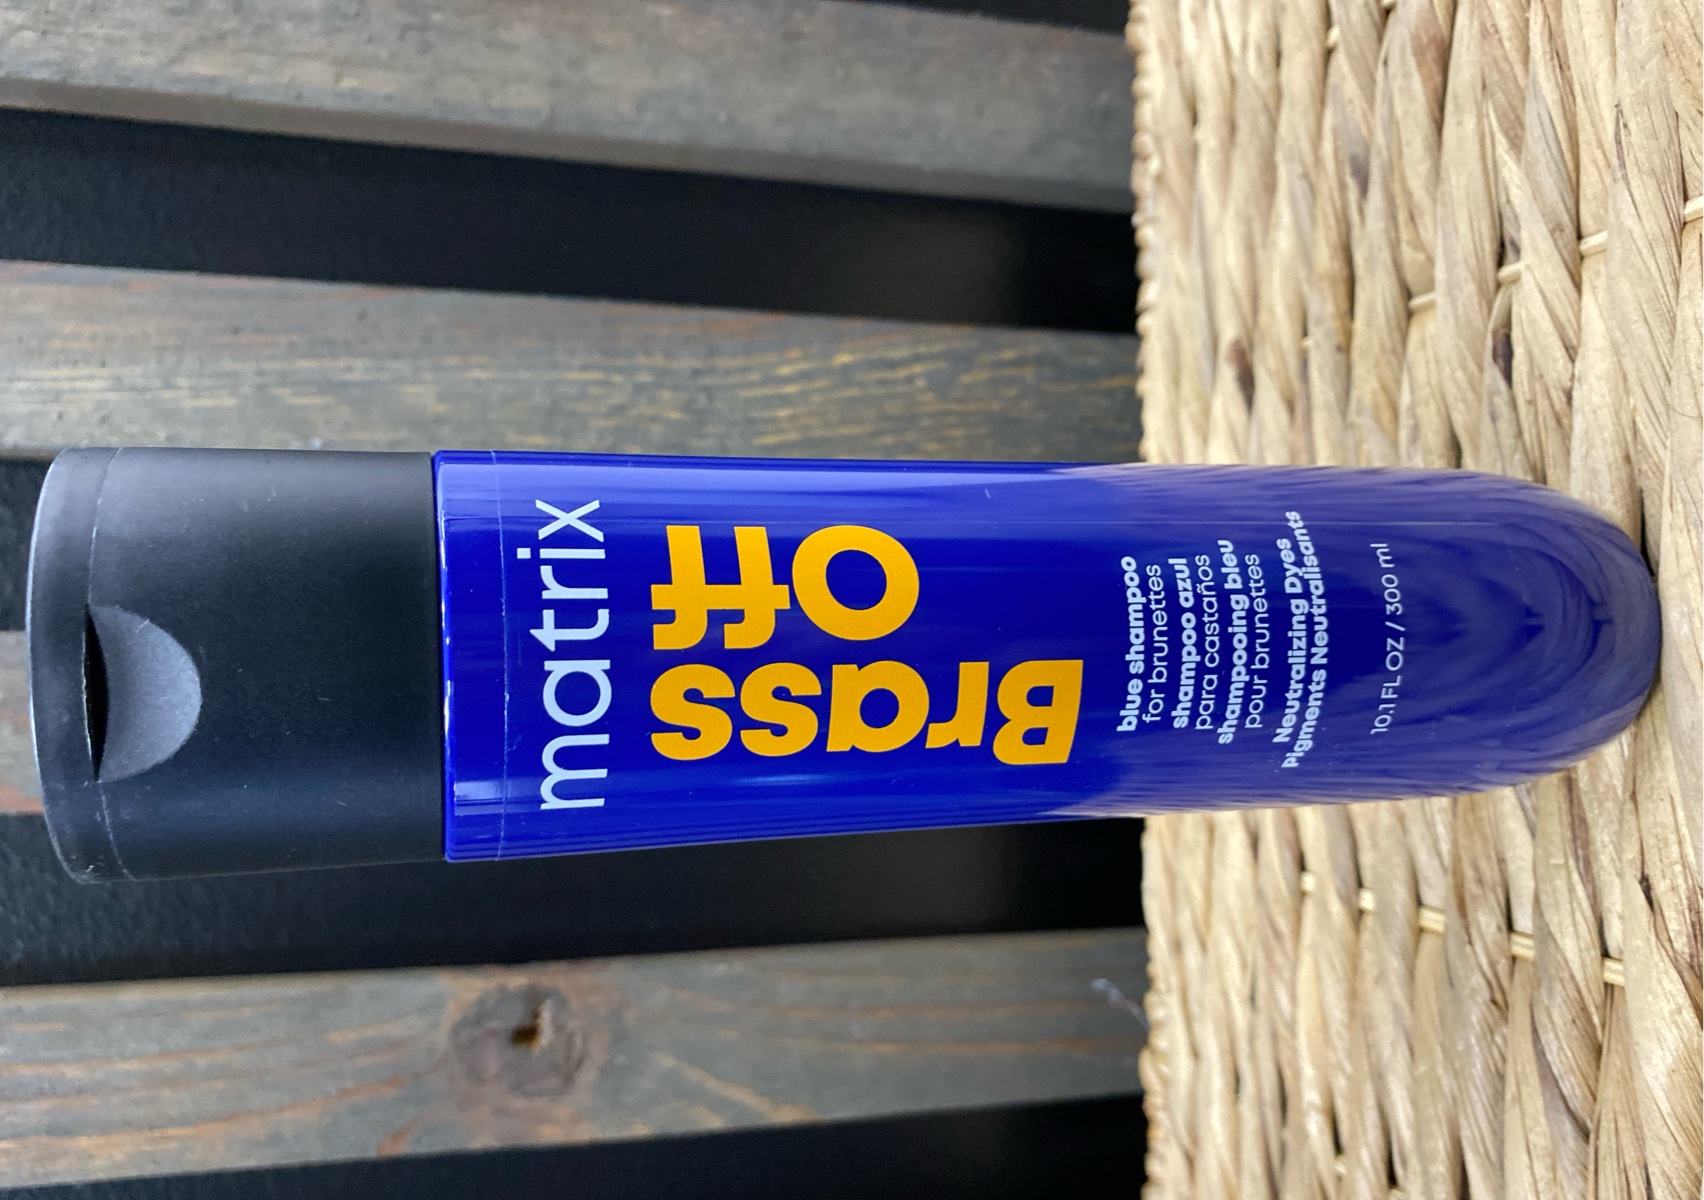 matrix
Brass
Off
blue shampoo
for brunettes
shampoo azul
para castaños
shampooing bleu
pour brunettes
Neutralizing Dyes
Pigments Neutralisants
10.1 FL OZ / 300 ml